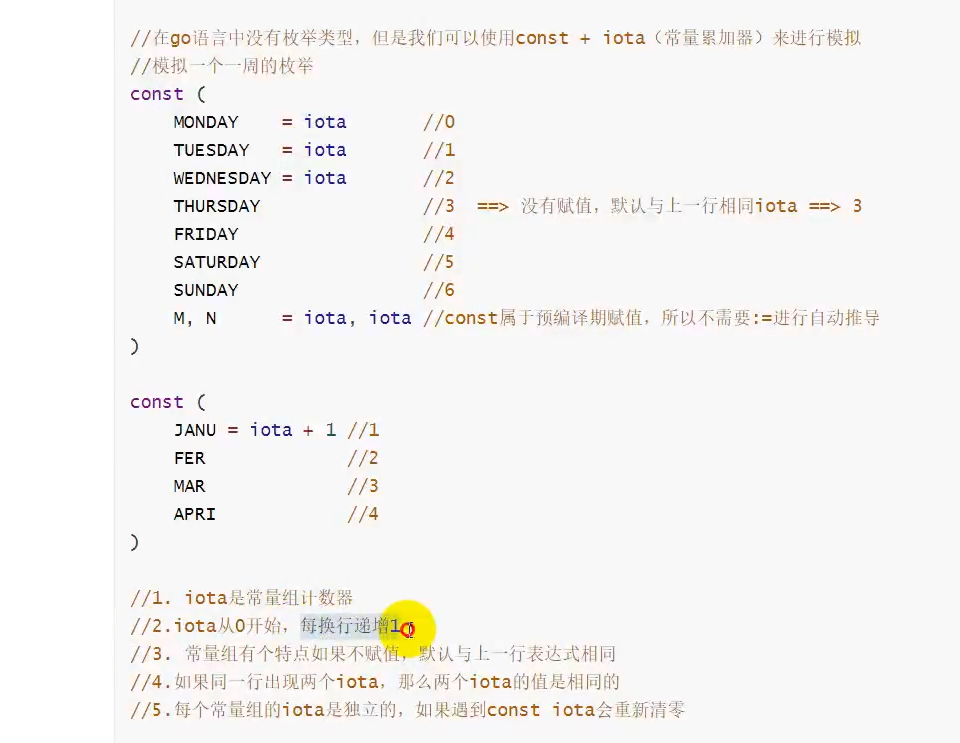 //在go语言中没有枚举类型，但是我们可以使用const + iota（常量累加器）来进行模拟
//模拟一个一周的枚举
const (
    MONDAY    = iota       //0
    TUESDAY   = iota       //1
    WEDNESDAY = iota       //2
    THURSDAY               //3  ==> 没有赋值，默认与上一行相同iota ==> 3
    FRIDAY                 //4
    SATURDAY               //5
    SUNDAY                 //6
    M, N      = iota, iota //const属于预编译期赋值，所以不需要:=进行自动推导
)
const (
    JANU = iota + 1 //1
    FER             //2
    MAR             //3
    APRI            //4
)
//1. iota是常量组计数器
//2.iota从0开始，每换行递增1
//3. 常量组有个特点如果不赋值，默认与上一行表达式相同
//4.如果同一行出现两个iota，那么两个iota的值是相同的
//5.每个常量组的iota是独立的，如果遇到const iota会重新清零